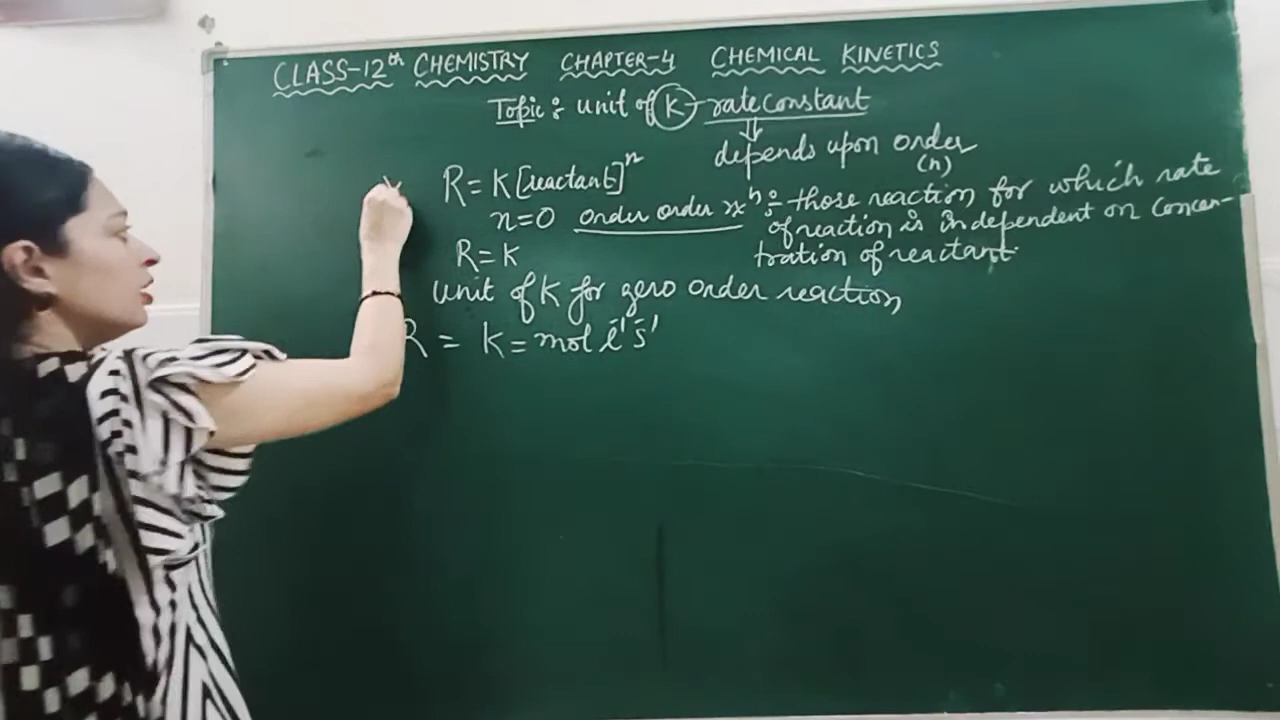 CLASS-12th CHEMISTRY CHAPTER-4 CHEMICAL KINETICS
Topic: unit of K - rate constant
⇓
depends upon order
(n)
R = K[reactant]^n
n=0 order order rx^n :- those reaction for which rate
of reaction is independent on concen-
tration of reactant.
R = K
unit of K for zero order reaction
R = K = mol l⁻¹ s⁻¹